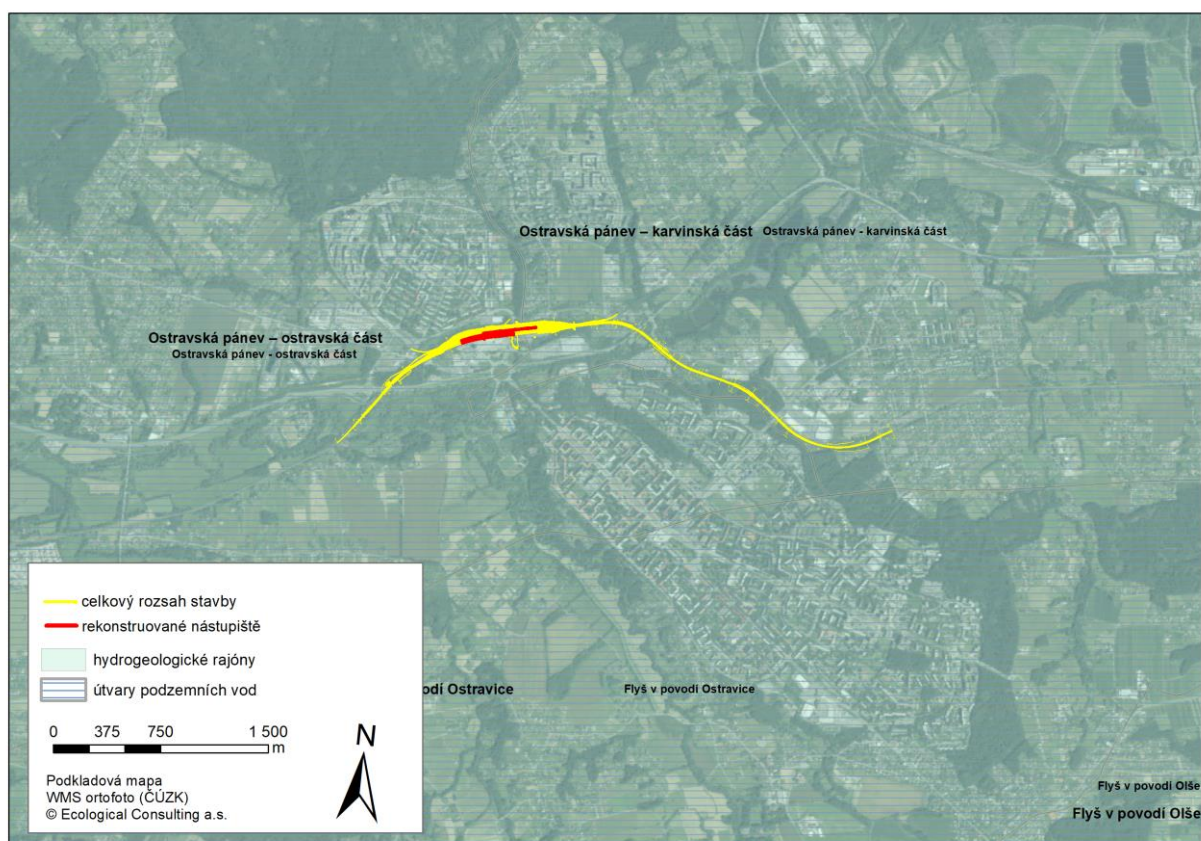 Ostravská pánev – karvinská část Ostravská pánev - karvinská část
Ostravská pánev – ostravská část
Ostravská pánev - ostravská část
celkový rozsah stavby
rekonstruované nástupiště
hydrogeologické rajóny
útvary podzemních vod
odí Ostravice
Flyš v povodí Ostravice
0 375 750 1 500
m
N
Podkladová mapa
WMS ortofoto (ČÚZK)
© Ecological Consulting a.s.
Flyš v povodí Olše
Flyš v povodí Olše